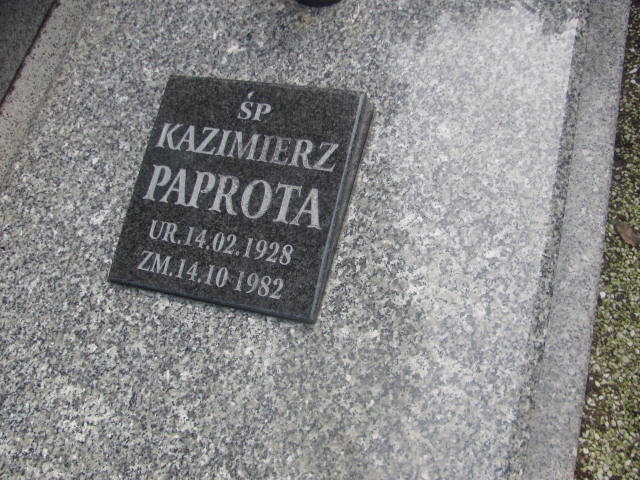 ŚP
KAZIMIERZ
PAPROTA
UR.14.02.1928
ZM.14.10 1982